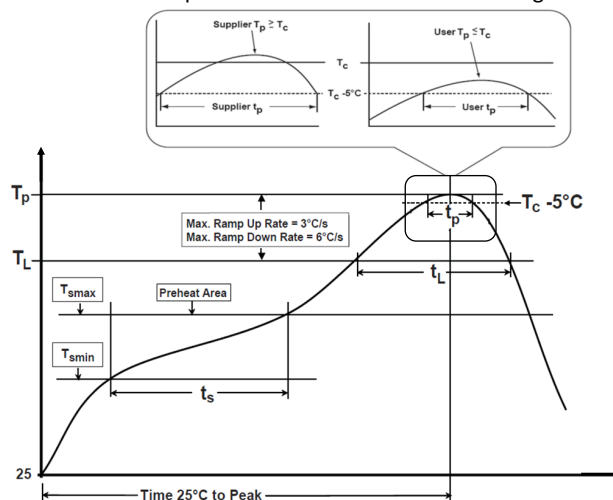 Supplier Tp ≥ Tc
User Tp ≤ Tc
Tc
Tc -5°C
Supplier tp
User tp
Tp
Tc -5°C
Max. Ramp Up Rate = 3°C/s
Max. Ramp Down Rate = 6°C/s
tp
TL
tL
Tsmax
Preheat Area
Tsmin
ts
25
Time 25°C to Peak